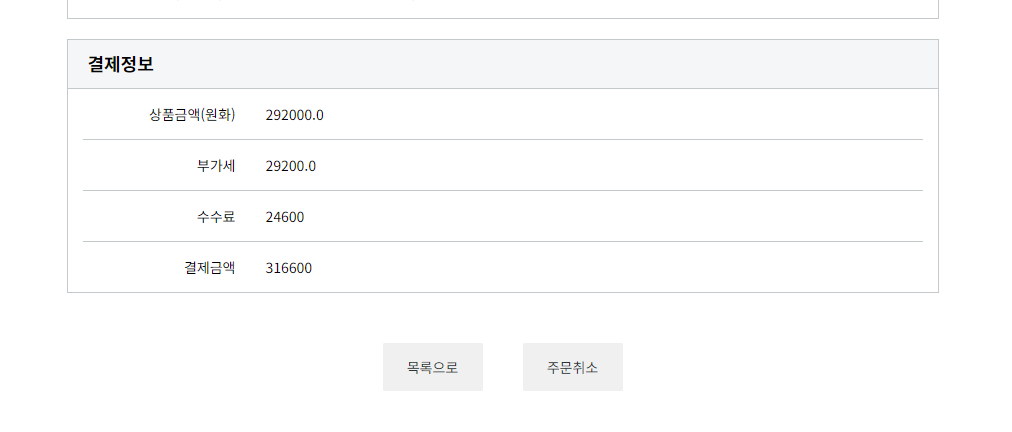 결제정보
상품금액(원화) 292000.0
부가세 29200.0
수수료 24600
결제금액 316600
목록으로 주문취소